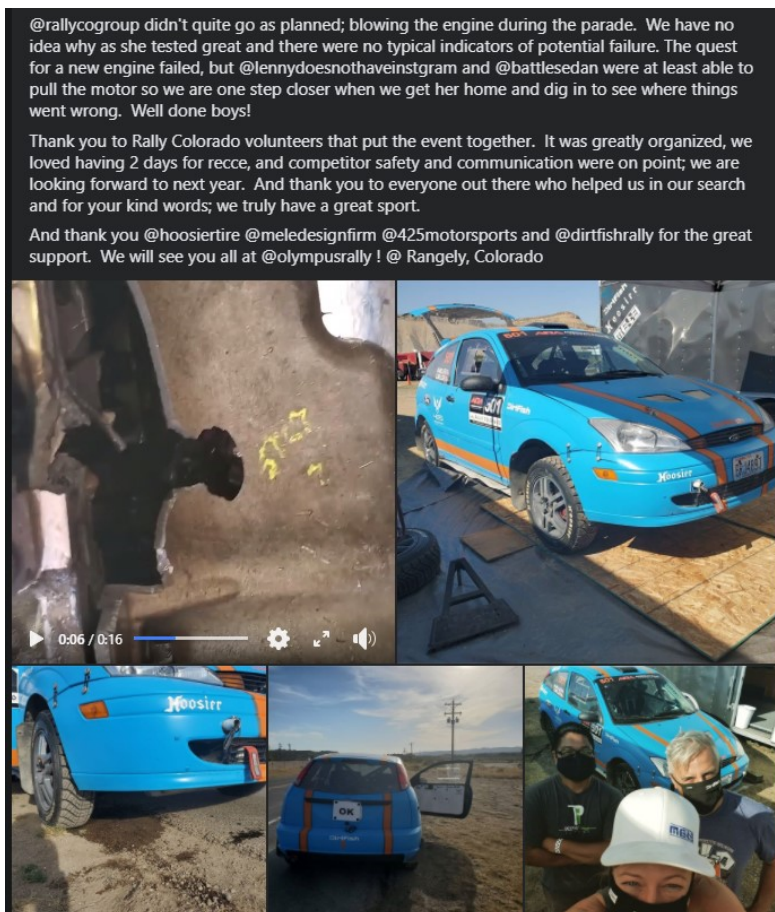 @rallycogroup didn't quite go as planned; blowing the engine during the parade.  We have no
idea why as she tested great and there were no typical indicators of potential failure. The quest
for a new engine failed, but @lennydoesnothaveinstgram and @battlesedan were at least able to
pull the motor so we are one step closer when we get her home and dig in to see where things
went wrong.  Well done boys!
Thank you to Rally Colorado volunteers that put the event together.  It was greatly organized, we
loved having 2 days for recce, and competitor safety and communication were on point; we are
looking forward to next year.  And thank you to everyone out there who helped us in our search
and for your kind words; we truly have a great sport.
And thank you @hoosiertire @meledesignfirm @425motorsports and @dirtfishrally for the great
support.  We will see you all at @olympusrally ! @ Rangely, Colorado
0:06 / 0:16
501
DirtFish
Hoosier
Hoosier
OK
DirtFish